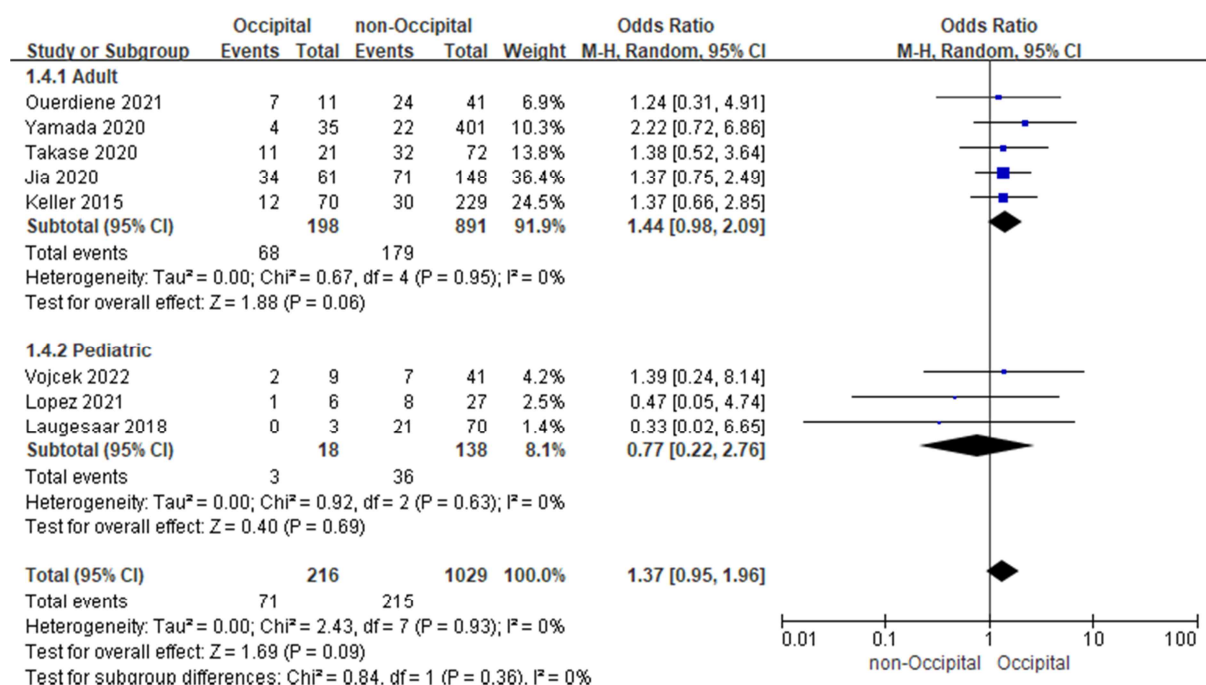 Occipital non-Occipital Odds Ratio Odds Ratio
Study or Subgroup Events Total Events Total Weight M-H, Random, 95% CI M-H, Random, 95% CI
1.4.1 Adult
Ouerdiene 2021 7 11 24 41 6.9% 1.24 [0.31, 4.91]
Yamada 2020 4 35 22 401 10.3% 2.22 [0.72, 6.86]
Takase 2020 11 21 32 72 13.8% 1.38 [0.52, 3.64]
Jia 2020 34 61 71 148 36.4% 1.37 [0.75, 2.49]
Keller 2015 12 70 30 229 24.5% 1.37 [0.66, 2.85]
Subtotal (95% CI) 198 891 91.9% 1.44 [0.98, 2.09]
Total events 68 179
Heterogeneity: Tau² = 0.00; Chi² = 0.67, df = 4 (P = 0.95); I² = 0%
Test for overall effect: Z = 1.88 (P = 0.06)
1.4.2 Pediatric
Vojcek 2022 2 9 7 41 4.2% 1.39 [0.24, 8.14]
Lopez 2021 1 6 8 27 2.5% 0.47 [0.05, 4.74]
Laugesaar 2018 0 3 21 70 1.4% 0.33 [0.02, 6.65]
Subtotal (95% CI) 18 138 8.1% 0.77 [0.22, 2.76]
Total events 3 36
Heterogeneity: Tau² = 0.00; Chi² = 0.92, df = 2 (P = 0.63); I² = 0%
Test for overall effect: Z = 0.40 (P = 0.69)
Total (95% CI) 216 1029 100.0% 1.37 [0.95, 1.96]
Total events 71 215
Heterogeneity: Tau² = 0.00; Chi² = 2.43, df = 7 (P = 0.93); I² = 0%
Test for overall effect: Z = 1.69 (P = 0.09)
Test for subgroup differences: Chi² = 0.84, df = 1 (P = 0.36), I² = 0%
0.01 0.1 1 10 100
non-Occipital Occipital